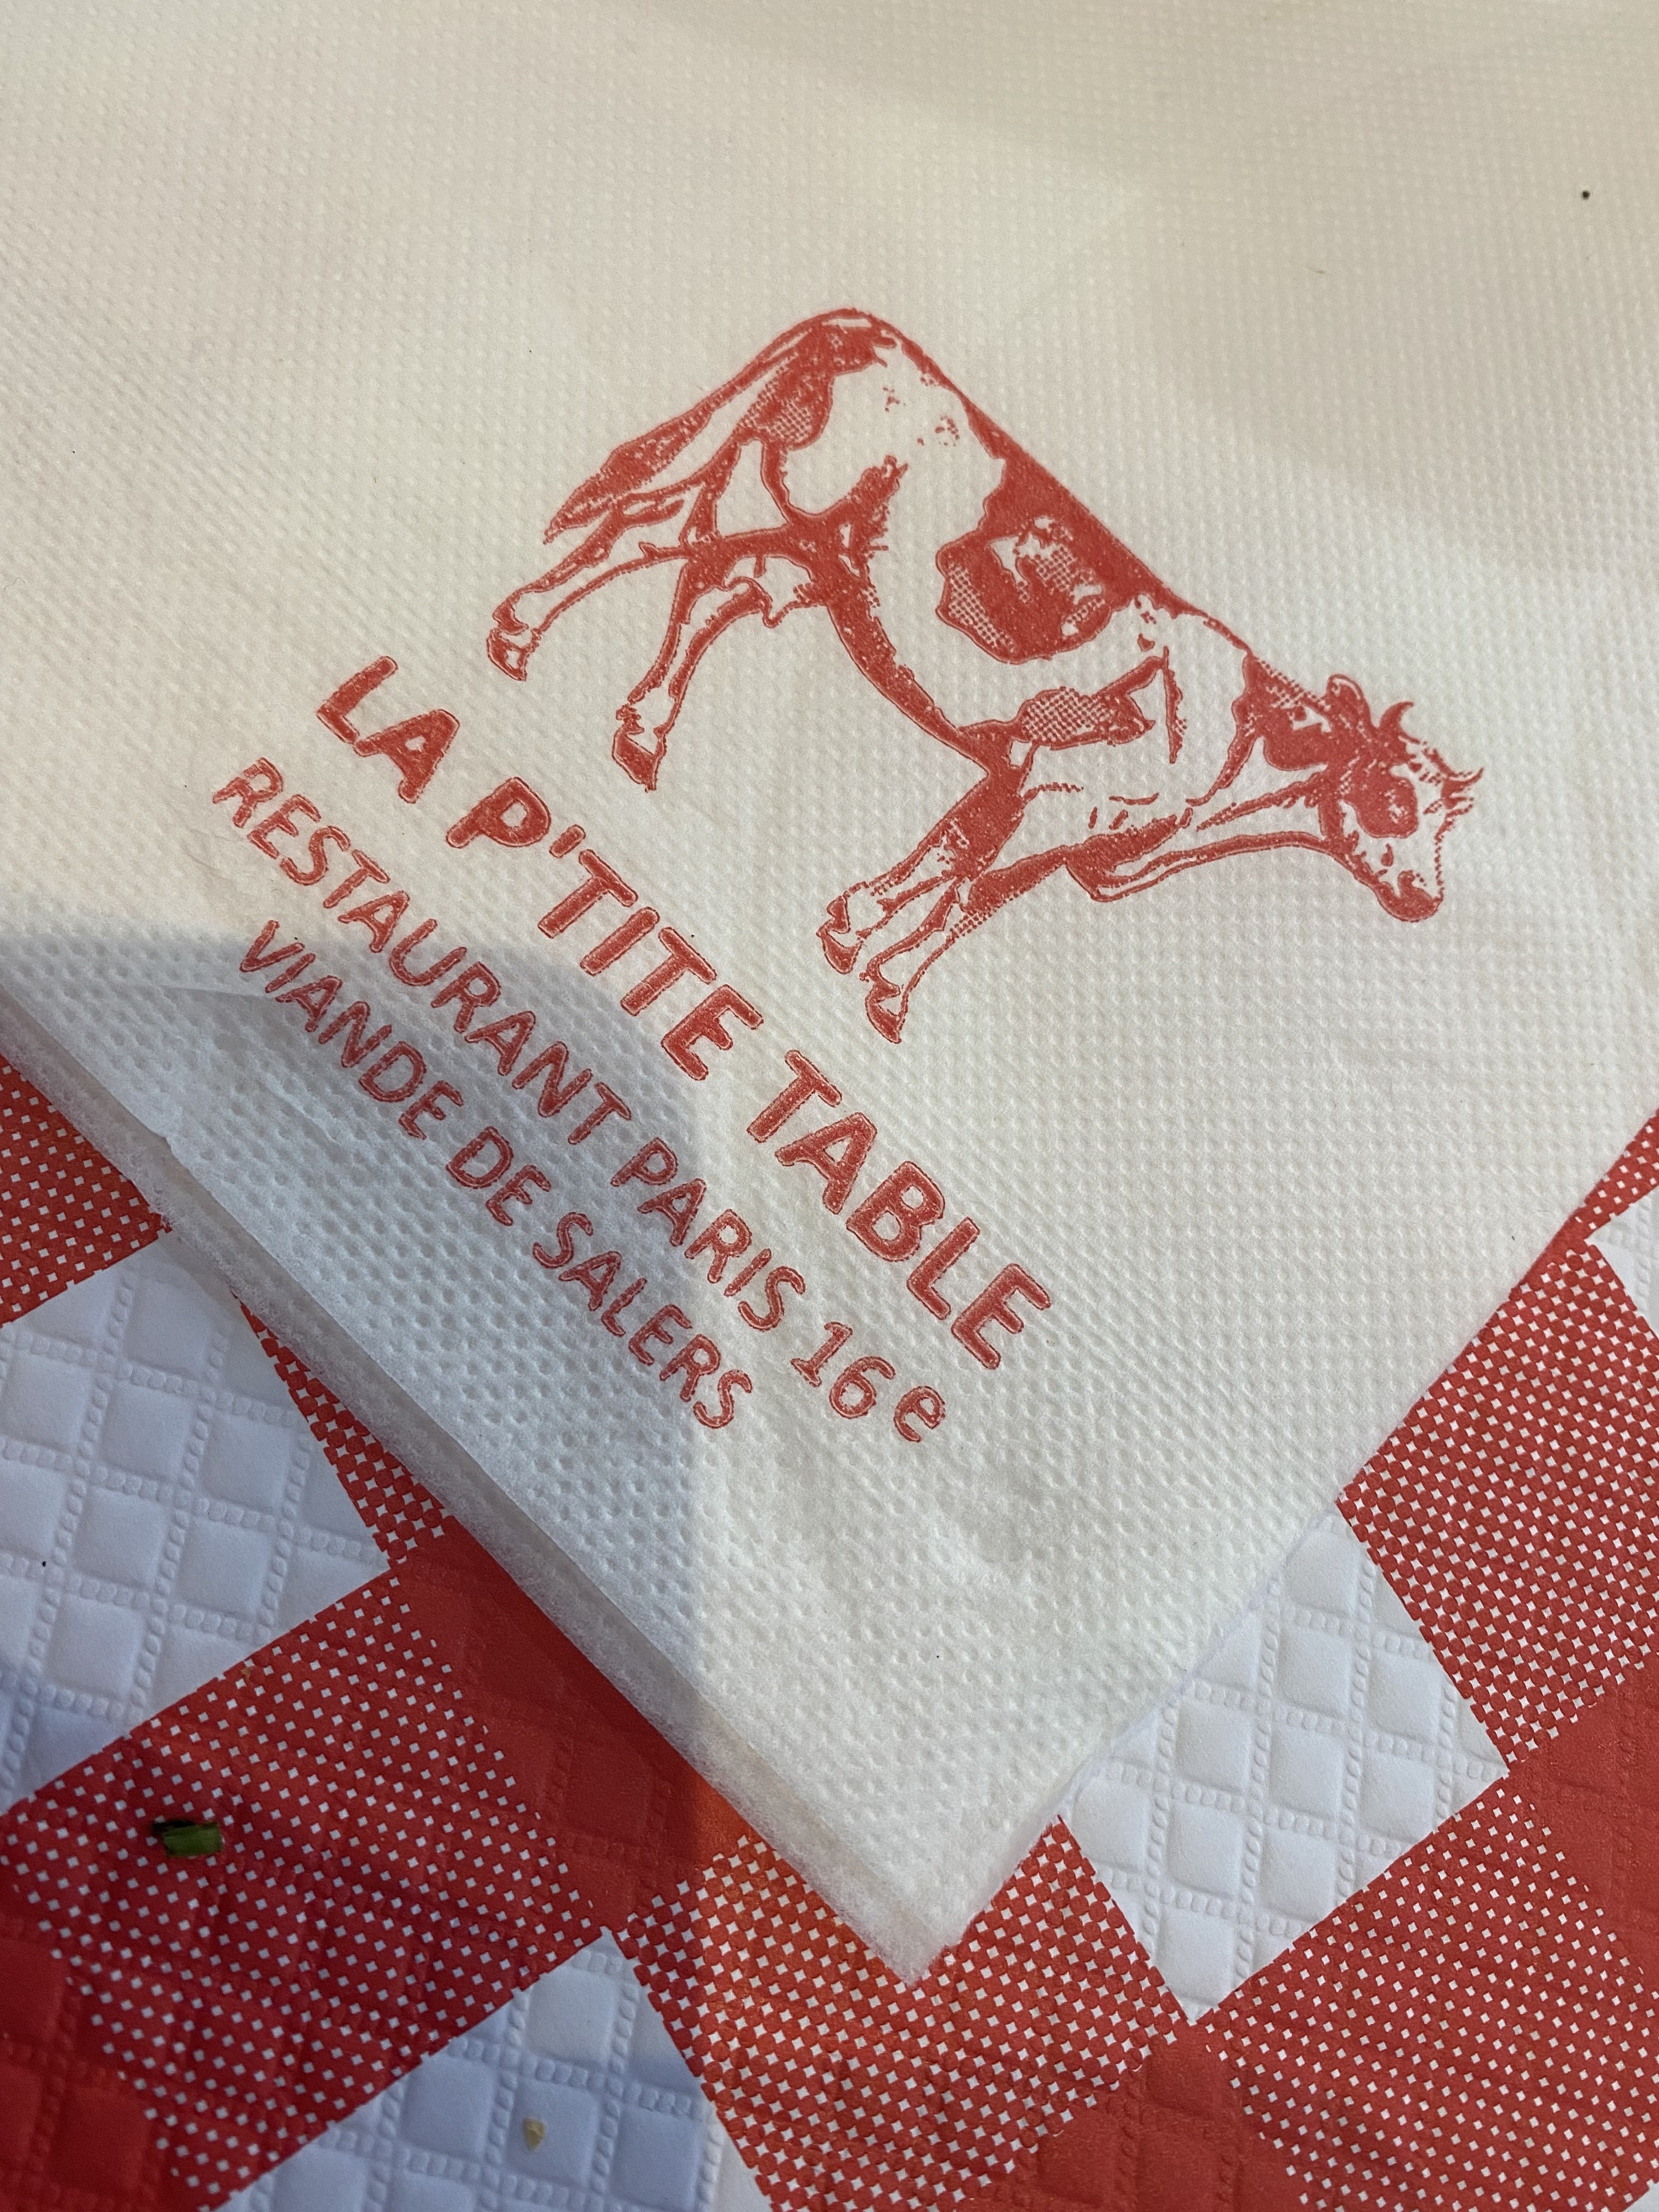 LA P'TITE TABLE
RESTAURANT PARIS 16e
VIANDE DE SALERS